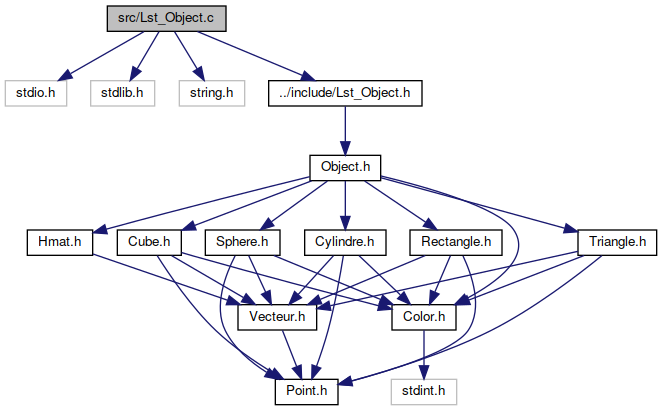 src/Lst_Object.c
stdio.h
stdlib.h
string.h
../include/Lst_Object.h
Object.h
Hmat.h
Cube.h
Sphere.h
Cylindre.h
Rectangle.h
Triangle.h
Vecteur.h
Color.h
Point.h
stdint.h